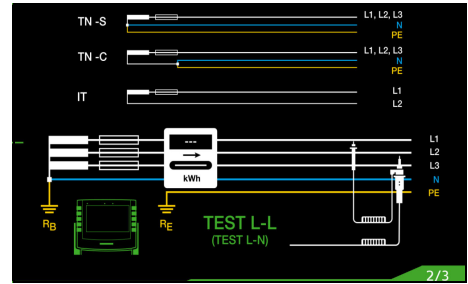 TN -S
L1, L2, L3
N
PE
TN -C
L1, L2, L3
N
PE
IT
L1
L2
---
kWh
L1
L2
L3
N
PE
RB
RE
TEST L-L
(TEST L-N)
2/3